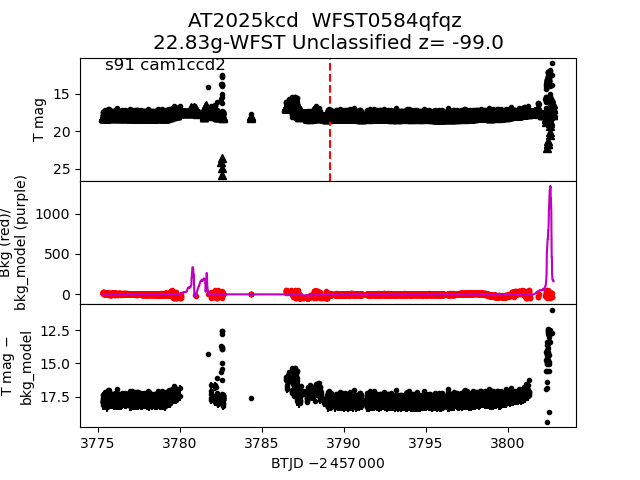 AT2025kcd  WFST0584qfqz
22.83g-WFST Unclassified z= -99.0
s91 cam1ccd2
T mag
15
20
25
Bkg (red)/
bkg_model (purple)
1000
500
0
T mag −
bkg_model
12.5
15.0
17.5
3775 3780 3785 3790 3795 3800
BTJD −2 457 000